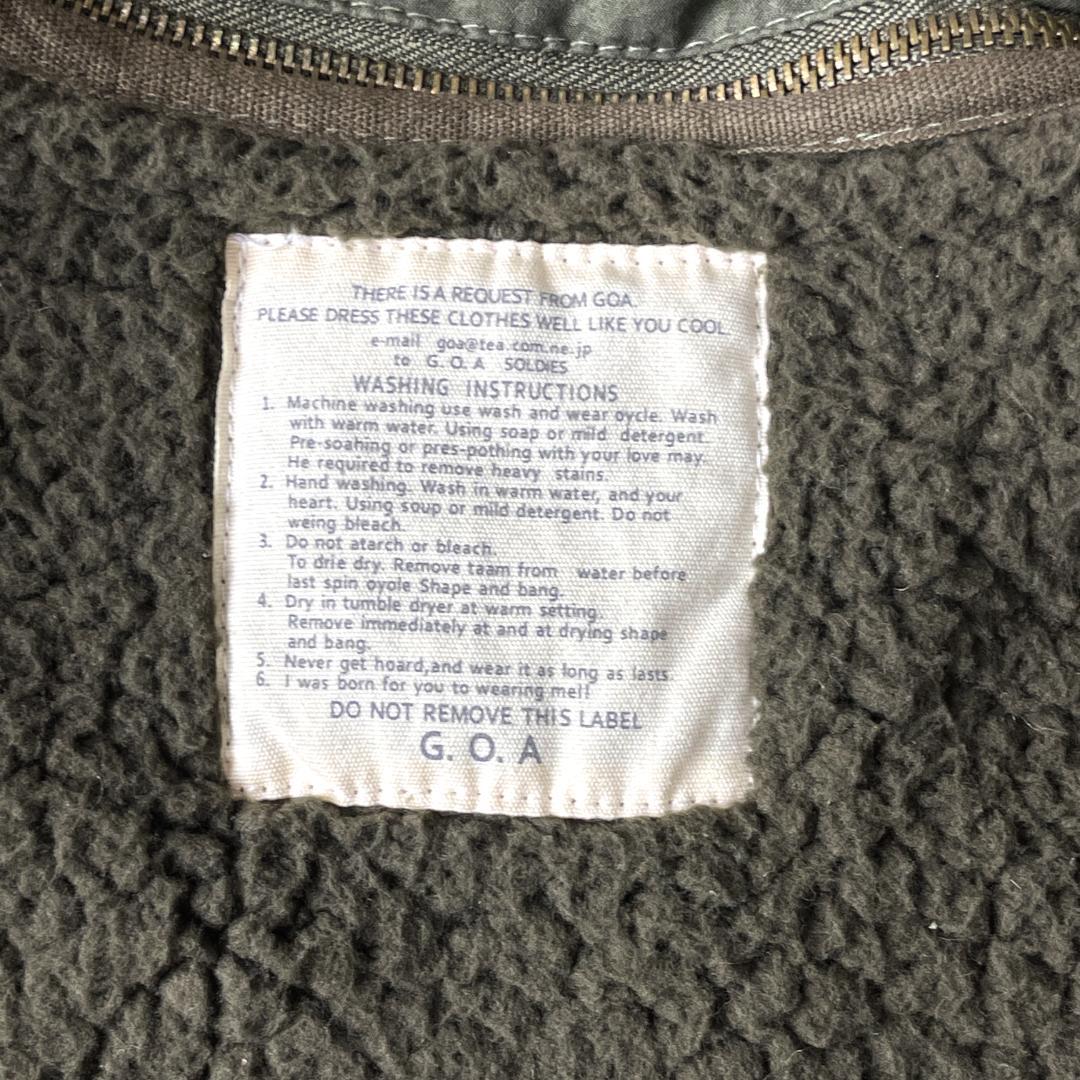 THERE IS A REQUEST FROM GOA.
PLEASE DRESS THESE CLOTHES WELL LIKE YOU COOL.
e-mail goa@tea.com.ne.jp
to G. O. A SOLDIES
WASHING INSTRUCTIONS
1. Machine washing use wash and wear oycle. Wash
with warm water. Using soap or mild detergent.
Pre-soahing or pres-pothing with your love may.
He required to remove heavy stains.
2. Hand washing. Wash in warm water, and your
heart. Using soup or mild detergent. Do not
weing bleach.
3. Do not atarch or bleach.
To drie dry. Remove taam from water before
last spin oyole Shape and bang.
4. Dry in tumble dryer at warm setting.
Remove immediately at and at drying shape
and bang.
5. Never get hoard,and wear it as long as lasts.
6. I was born for you to wearing me!!
DO NOT REMOVE THIS LABEL
G. O. A